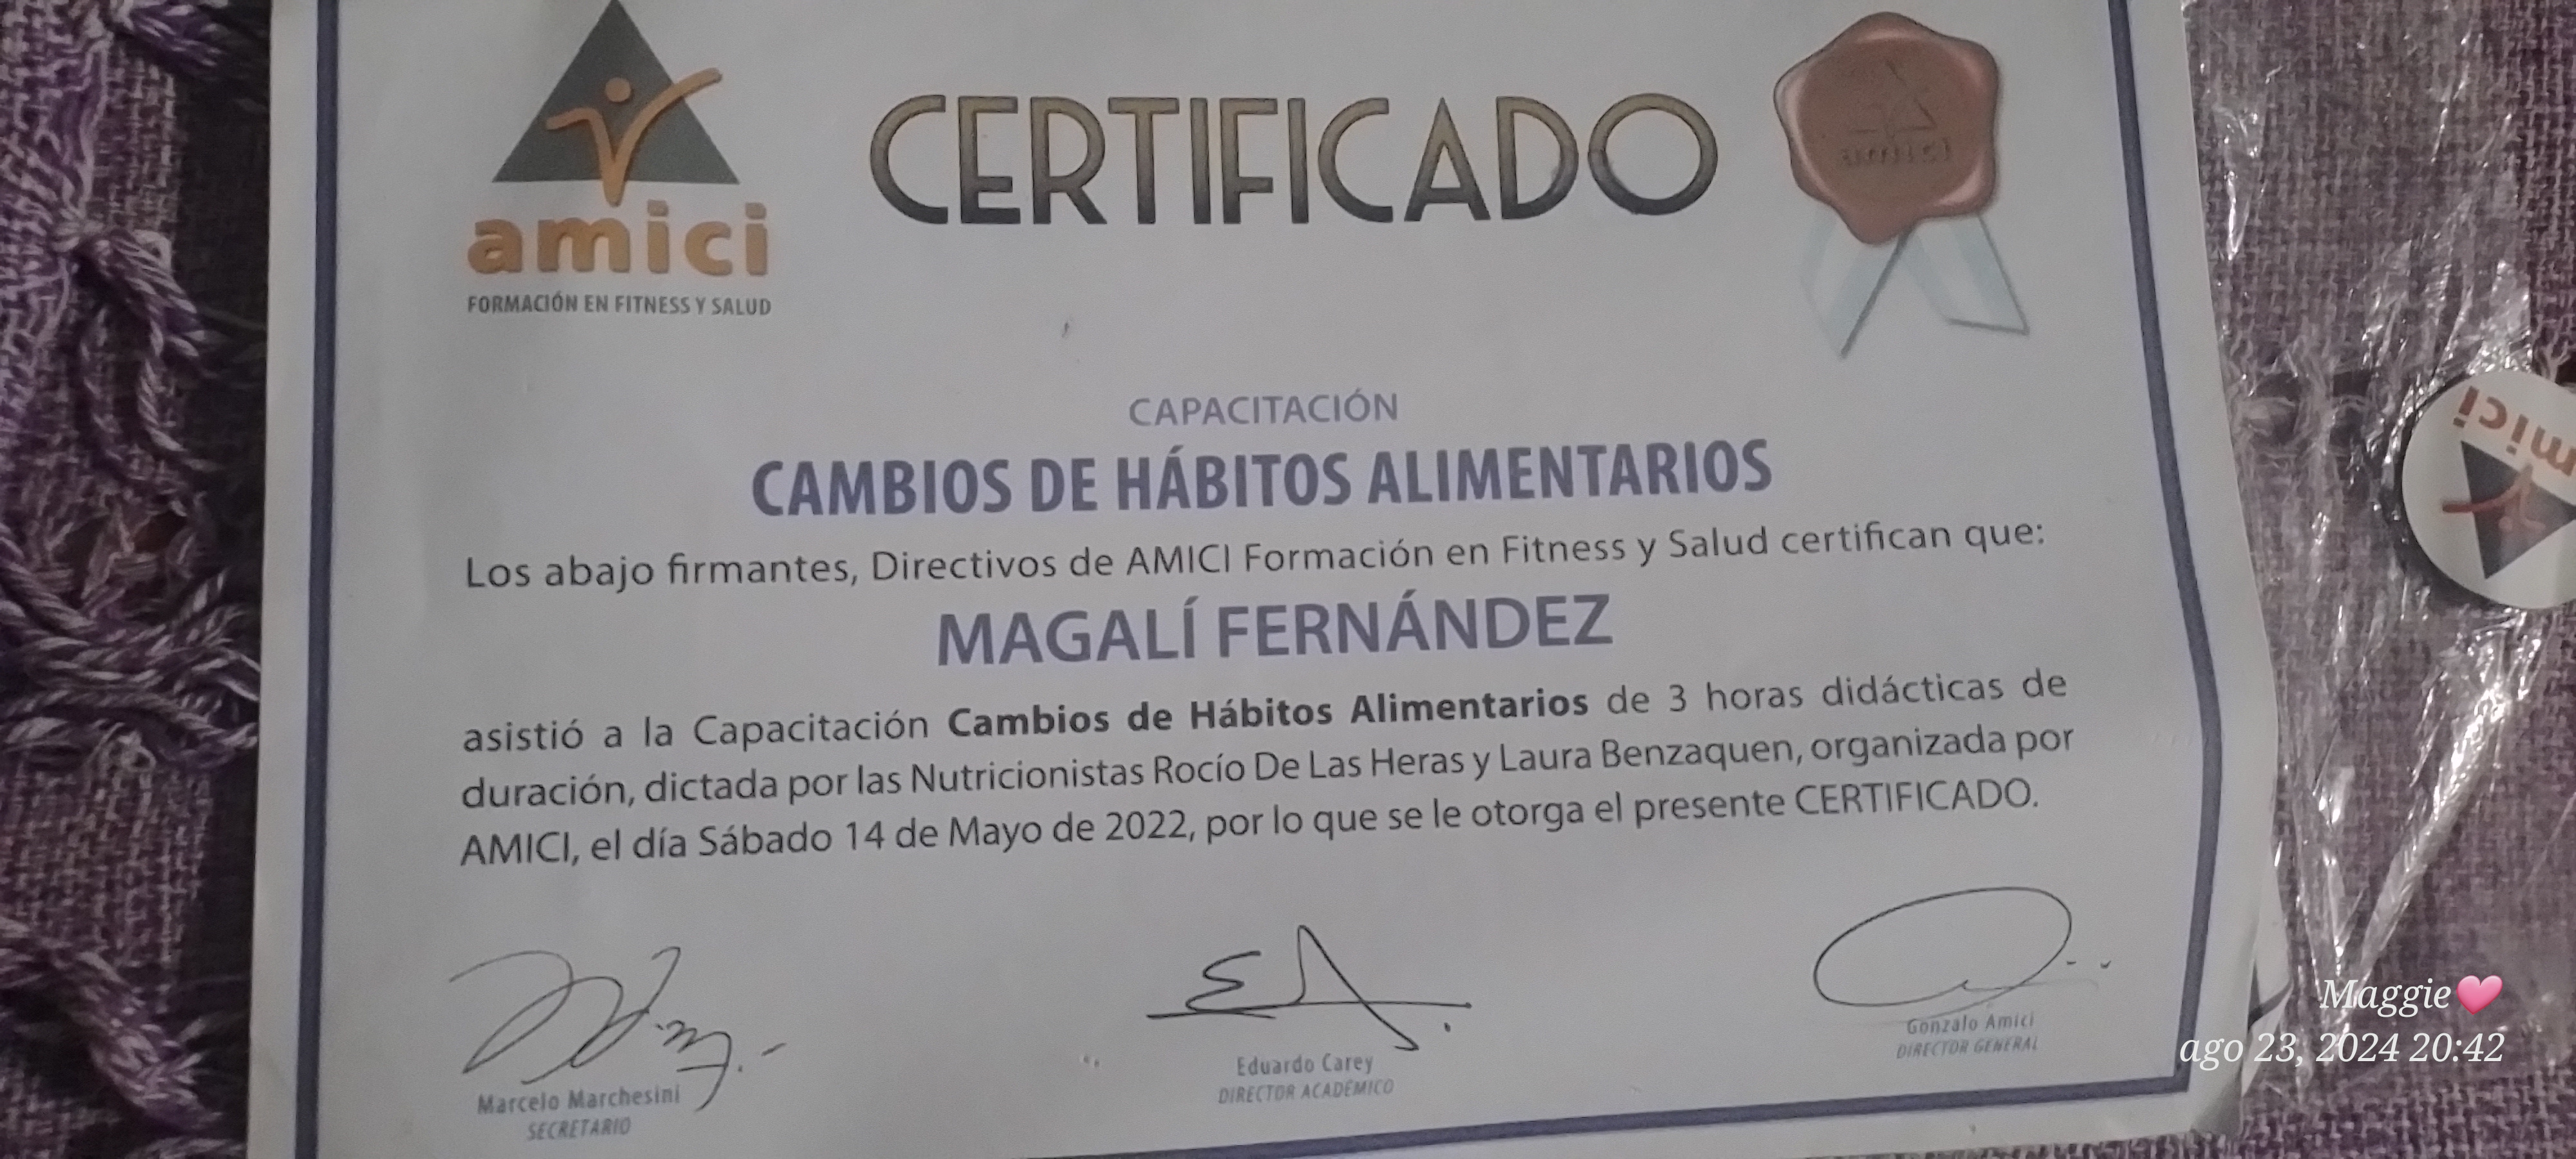 amici
FORMACIÓN EN FITNESS Y SALUD
CERTIFICADO
amici
CAPACITACIÓN
CAMBIOS DE HÁBITOS ALIMENTARIOS
Los abajo firmantes, Directivos de AMICI Formación en Fitness y Salud certifican que:
MAGALÍ FERNÁNDEZ
asistió a la Capacitación Cambios de Hábitos Alimentarios de 3 horas didácticas de
duración, dictada por las Nutricionistas Rocío De Las Heras y Laura Benzaquen, organizada por
AMICI, el día Sábado 14 de Mayo de 2022, por lo que se le otorga el presente CERTIFICADO.
Marcelo Marchesini
SECRETARIO
Eduardo Carey
DIRECTOR ACADÉMICO
Gonzalo Amici
DIRECTOR GENERAL
mici
Maggie❤
ago 23, 2024 20:42